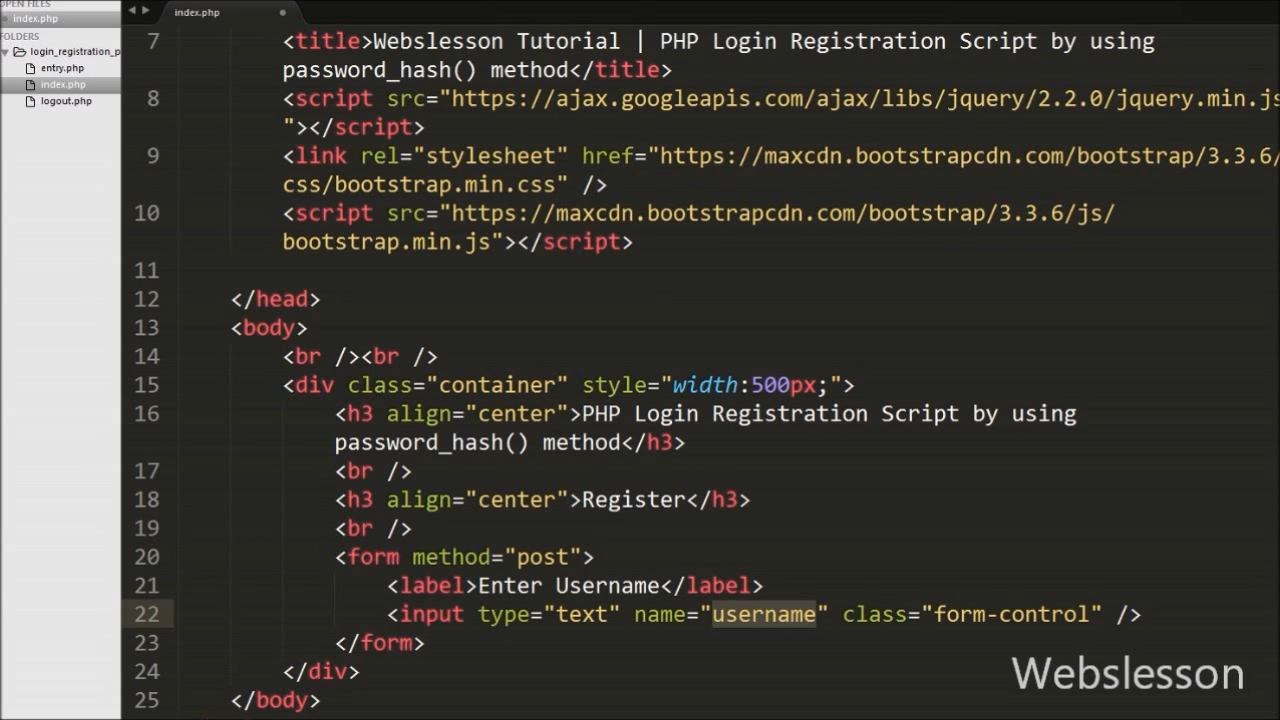 OPEN FILES
index.php
FOLDERS
login_registration_p
entry.php
index.php
logout.php
index.php
7 <title>Webslesson Tutorial | PHP Login Registration Script by using
password_hash() method</title>
8 <script src="https://ajax.googleapis.com/ajax/libs/jquery/2.2.0/jquery.min.js
"></script>
9 <link rel="stylesheet" href="https://maxcdn.bootstrapcdn.com/bootstrap/3.3.6/
css/bootstrap.min.css" />
10 <script src="https://maxcdn.bootstrapcdn.com/bootstrap/3.3.6/js/
bootstrap.min.js"></script>
11
12 </head>
13 <body>
14 <br /><br />
15 <div class="container" style="width:500px;">
16 <h3 align="center">PHP Login Registration Script by using
password_hash() method</h3>
17 <br />
18 <h3 align="center">Register</h3>
19 <br />
20 <form method="post">
21 <label>Enter Username</label>
22 <input type="text" name="username" class="form-control" />
23 </form>
24 </div>
25 </body>
Webslesson